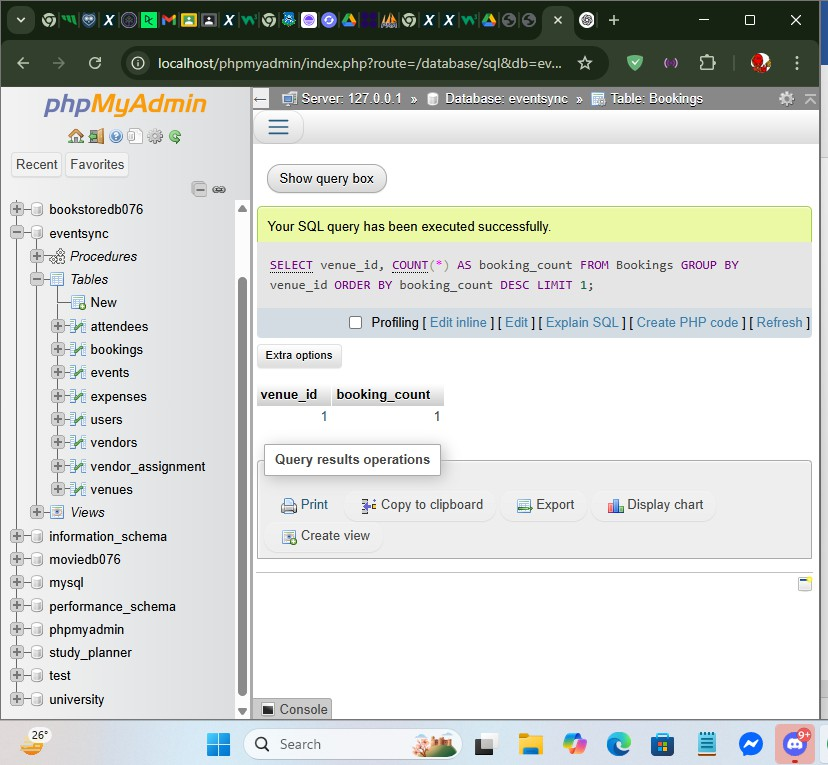 localhost/phpmyadmin/index.php?route=/database/sql&db=ev...
phpMyAdmin
Recent
Favorites
bookstoredb076
eventsync
Procedures
Tables
New
attendees
bookings
events
expenses
users
vendors
vendor_assignment
venues
Views
information_schema
moviedb076
mysql
performance_schema
phpmyadmin
study_planner
test
university
Server: 127.0.0.1 » Database: eventsync » Table: Bookings
Show query box
Your SQL query has been executed successfully.
SELECT venue_id, COUNT(*) AS booking_count FROM Bookings GROUP BY
venue_id ORDER BY booking_count DESC LIMIT 1;
Profiling [ Edit inline ] [ Edit ] [ Explain SQL ] [ Create PHP code ] [ Refresh ]
Extra options
venue_id booking_count
1 1
Query results operations
Print Copy to clipboard Export Display chart
Create view
Console
26°
Search
9+